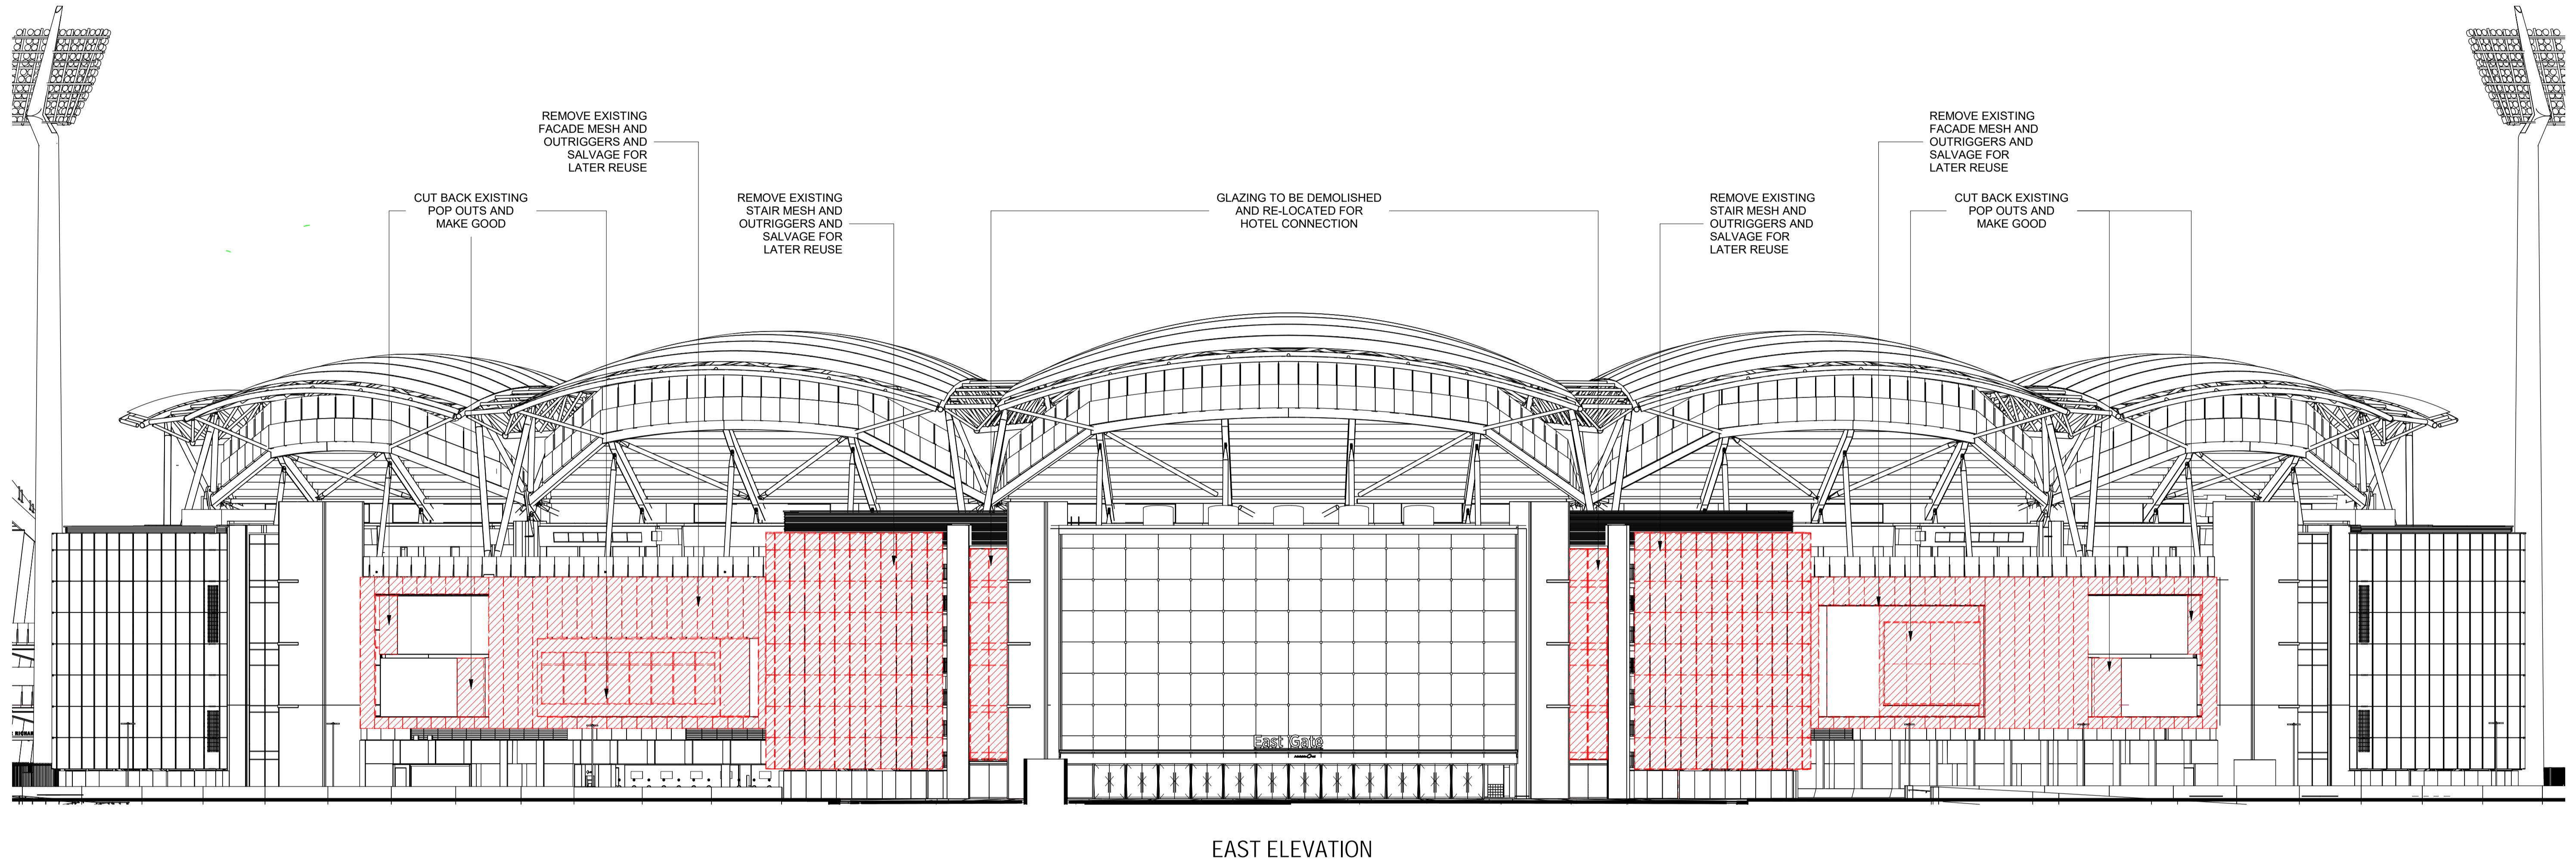 REMOVE EXISTING
FACADE MESH AND
OUTRIGGERS AND
SALVAGE FOR
LATER REUSE
REMOVE EXISTING
FACADE MESH AND
OUTRIGGERS AND
SALVAGE FOR
LATER REUSE
CUT BACK EXISTING
POP OUTS AND
MAKE GOOD
REMOVE EXISTING
STAIR MESH AND
OUTRIGGERS AND
SALVAGE FOR
LATER REUSE
GLAZING TO BE DEMOLISHED
AND RE-LOCATED FOR
HOTEL CONNECTION
REMOVE EXISTING
STAIR MESH AND
OUTRIGGERS AND
SALVAGE FOR
LATER REUSE
CUT BACK EXISTING
POP OUTS AND
MAKE GOOD
East Gate
EAST ELEVATION